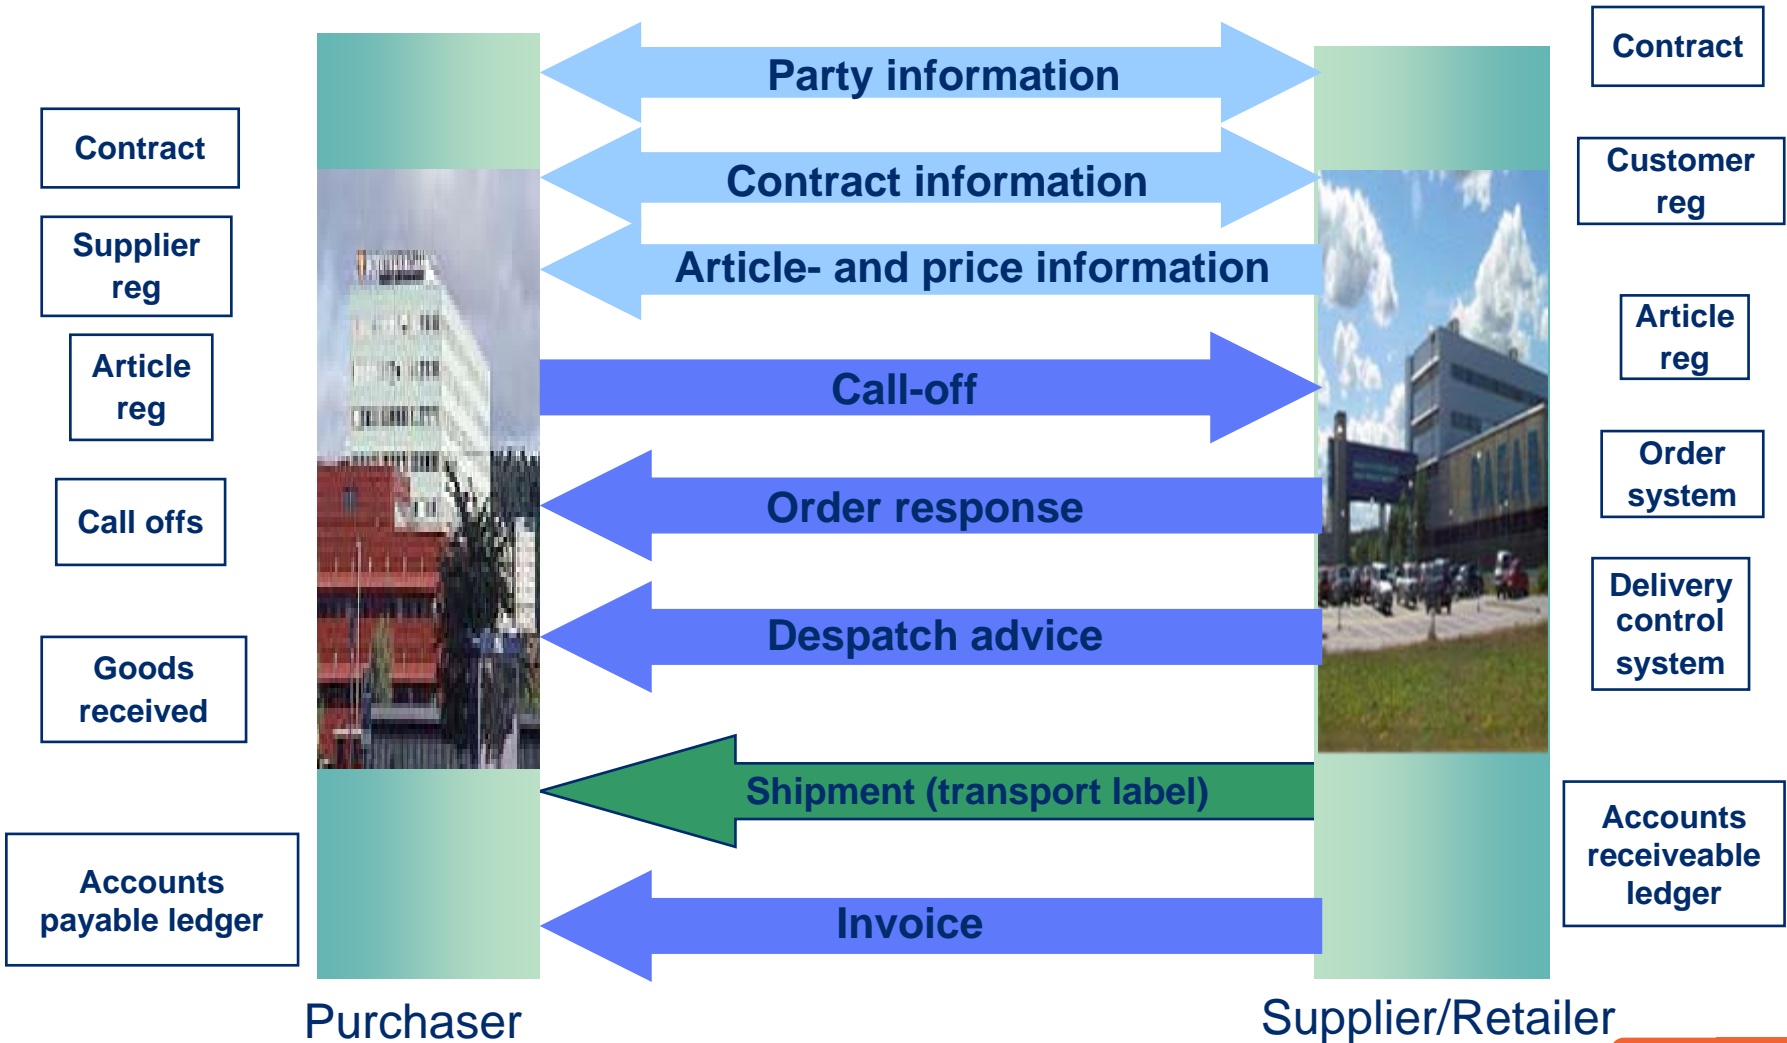 Contract
Supplier
reg
Article
reg
Call offs
Goods
received
Accounts
payable ledger
Party information
Contract information
Article- and price information
Call-off
Order response
Despatch advice
Shipment (transport label)
Invoice
Contract
Customer
reg
Article
reg
Order
system
Delivery
control
system
Accounts
receiveable
ledger
Purchaser
Supplier/Retailer